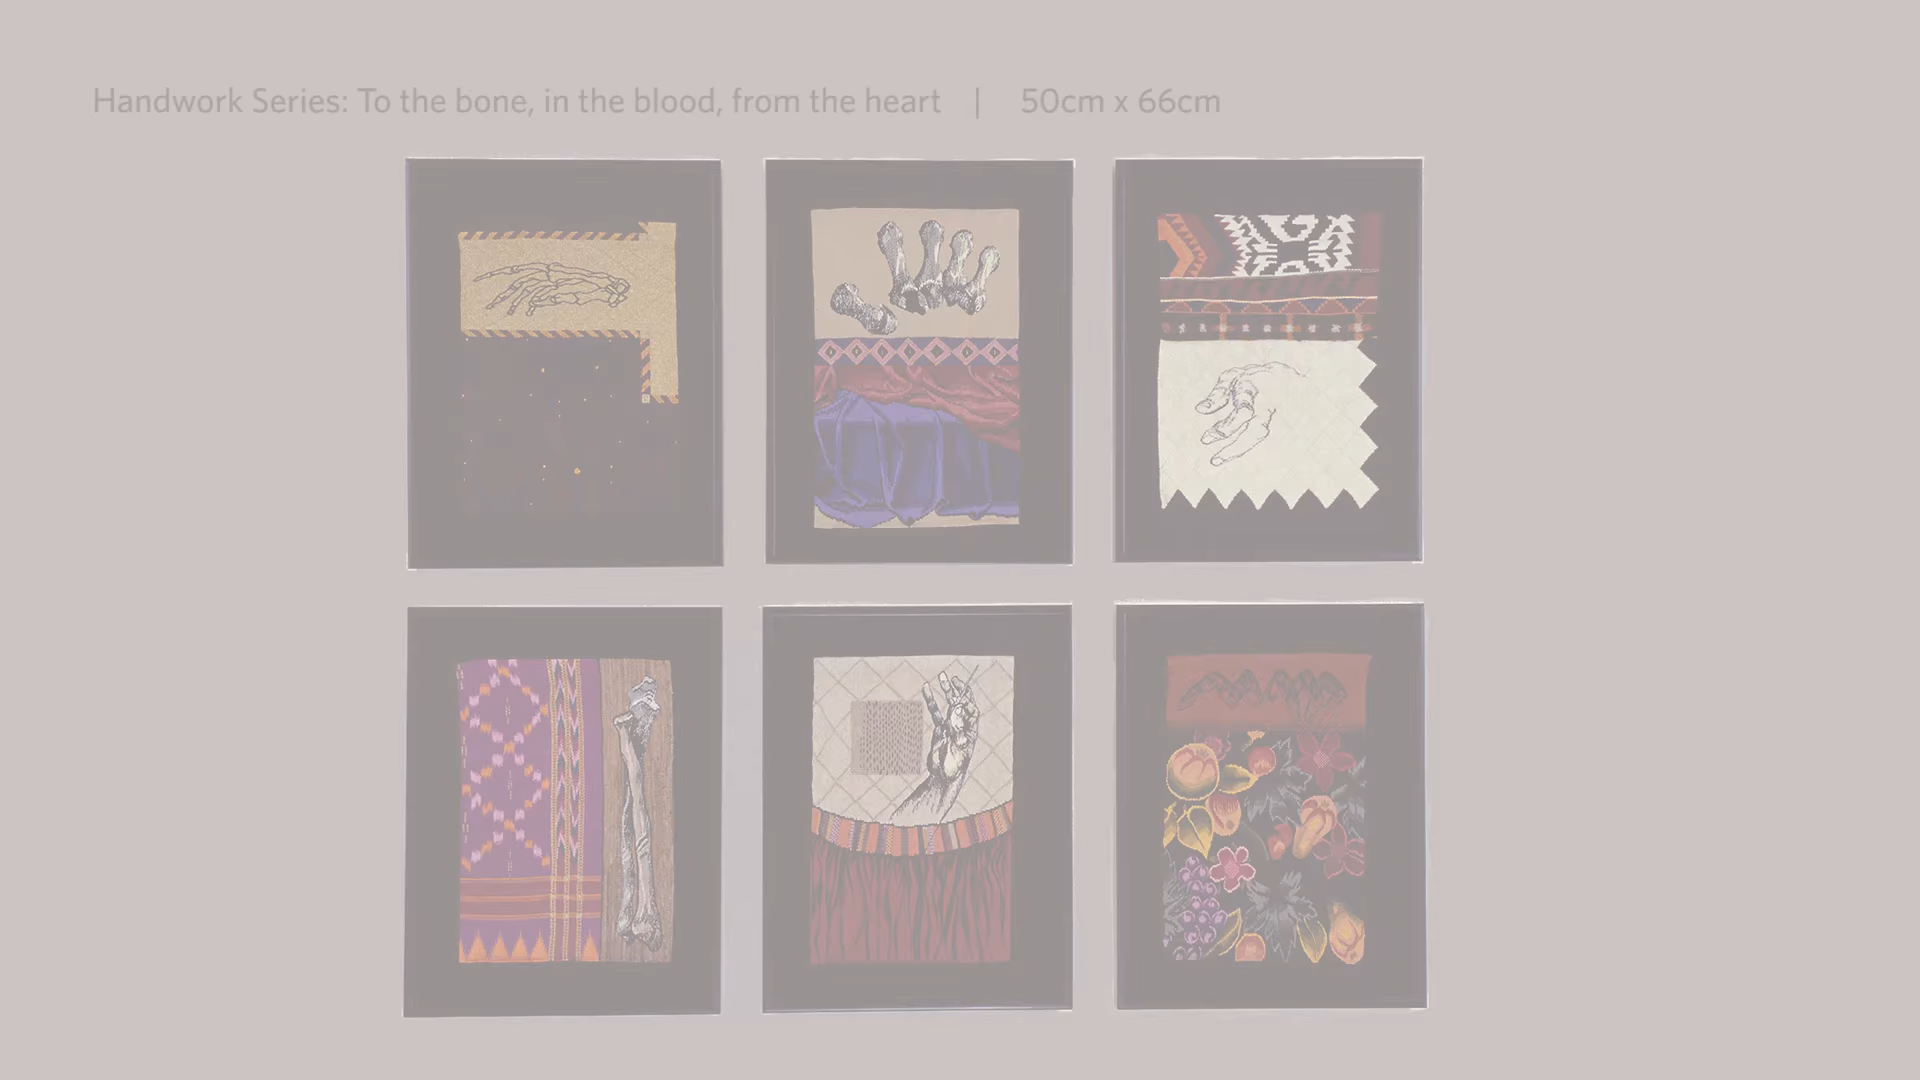 Handwork Series: To the bone, in the blood, from the heart | 50cm x 66cm